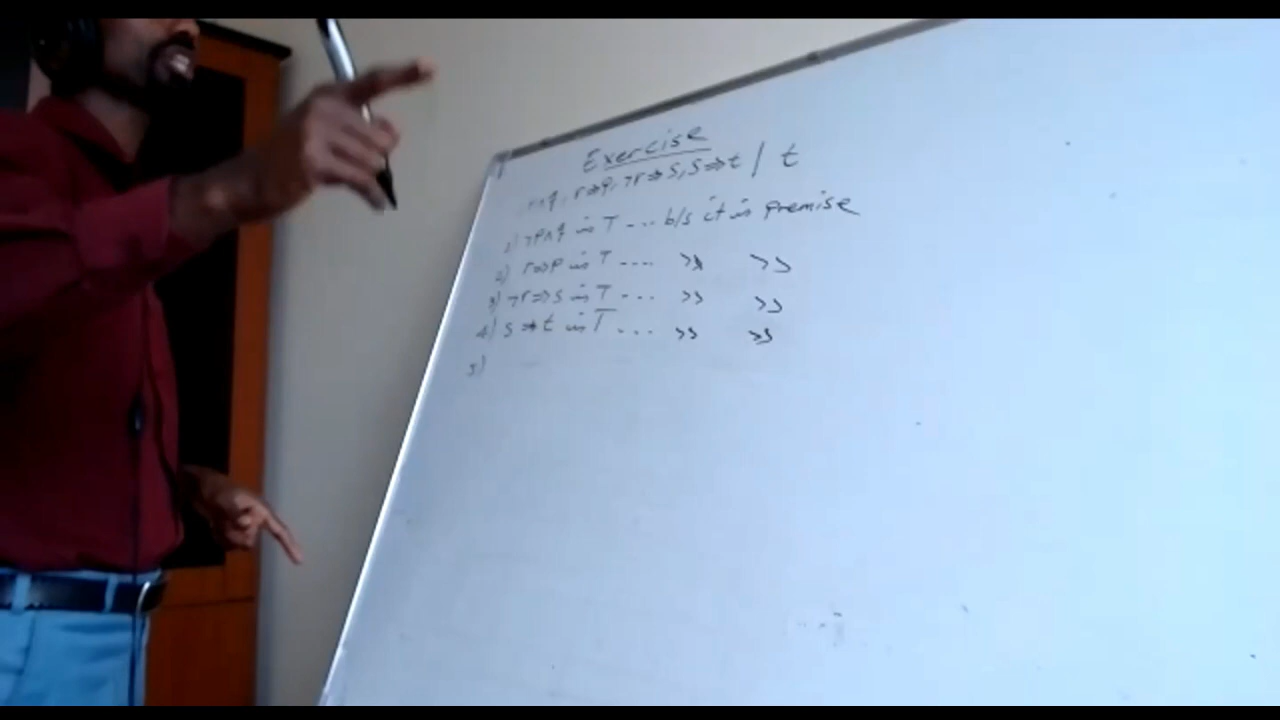 Exercise
¬p∧q, r⇒p, ¬r⇒s, s⇒t / t
1) ¬p∧q is T --- b/s it is premise
2) r⇒p is T ---- >> >>
3) ¬r⇒s is T --- >> >>
4) s⇒t is T --- >> >>
5)